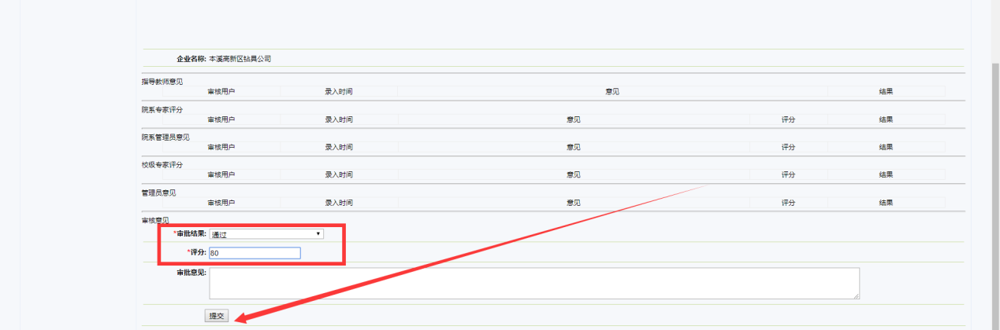 企业名称: 本溪高新区钻具公司
指导教师意见
审核用户 录入时间 意见 结果
院系专家评分
审核用户 录入时间 意见 评分 结果
院系管理员意见
审核用户 录入时间 意见 评分 结果
校级专家评分
审核用户 录入时间 意见 评分 结果
管理员意见
审核用户 录入时间 意见 评分 结果
审核意见
*审批结果: 通过
*评分: 80
审批意见:
提交